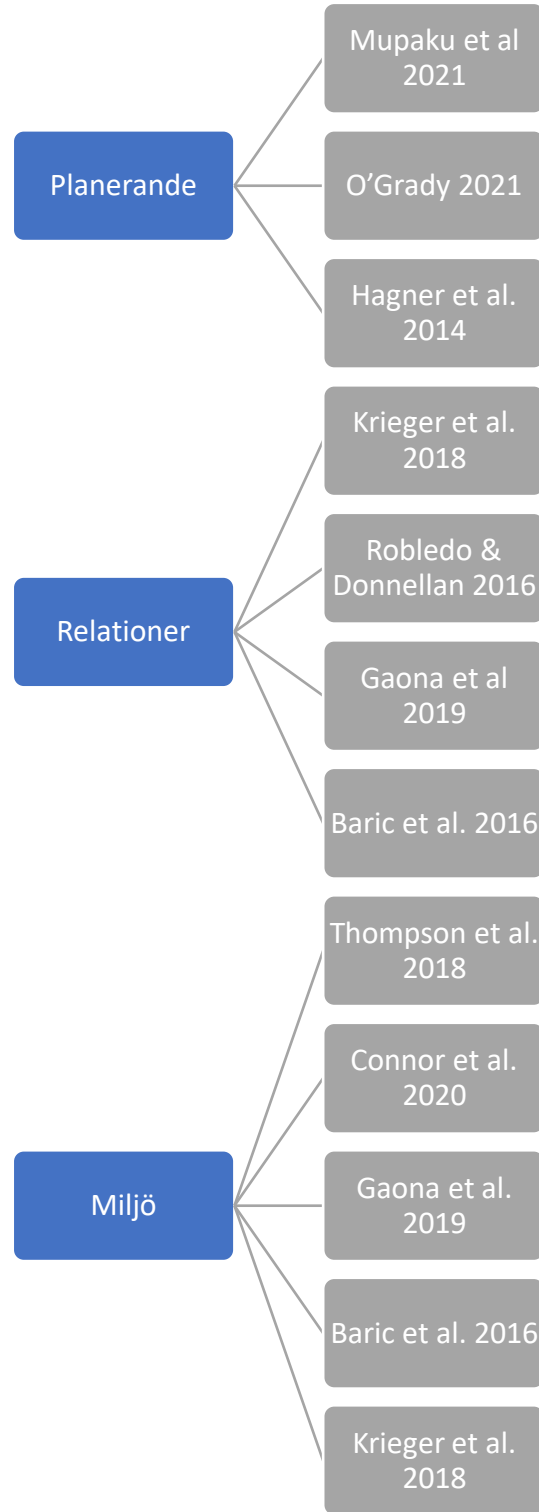 Planerande
Mupaku et al
2021
O’Grady 2021
Hagner et al.
2014
Relationer
Krieger et al.
2018
Robledo &
Donnellan 2016
Gaona et al
2019
Baric et al. 2016
Miljö
Thompson et al.
2018
Connor et al.
2020
Gaona et al.
2019
Baric et al. 2016
Krieger et al.
2018